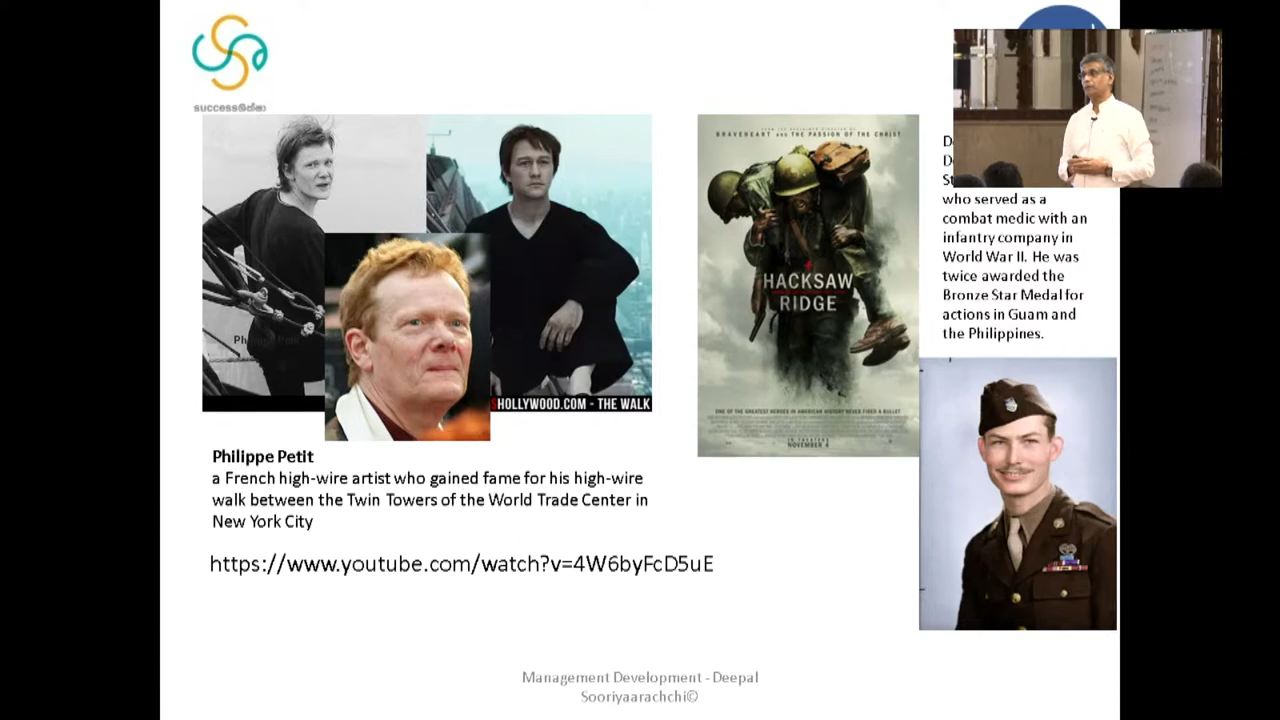 successශික්ෂා
Philippe Petit
SHOLLYWOOD.COM - THE WALK
Philippe Petit
a French high-wire artist who gained fame for his high-wire
walk between the Twin Towers of the World Trade Center in
New York City
https://www.youtube.com/watch?v=4W6byFcD5uE
BRAVEHEART AND THE PASSION OF THE CHRIST
HACKSAW
RIDGE
ONE OF THE GREATEST HEROES IN AMERICAN HISTORY NEVER FIRED A BULLET
IN THEATERS
NOVEMBER 4
who served as a
combat medic with an
infantry company in
World War II. He was
twice awarded the
Bronze Star Medal for
actions in Guam and
the Philippines.
Management Development - Deepal
Sooriyaarachchi©